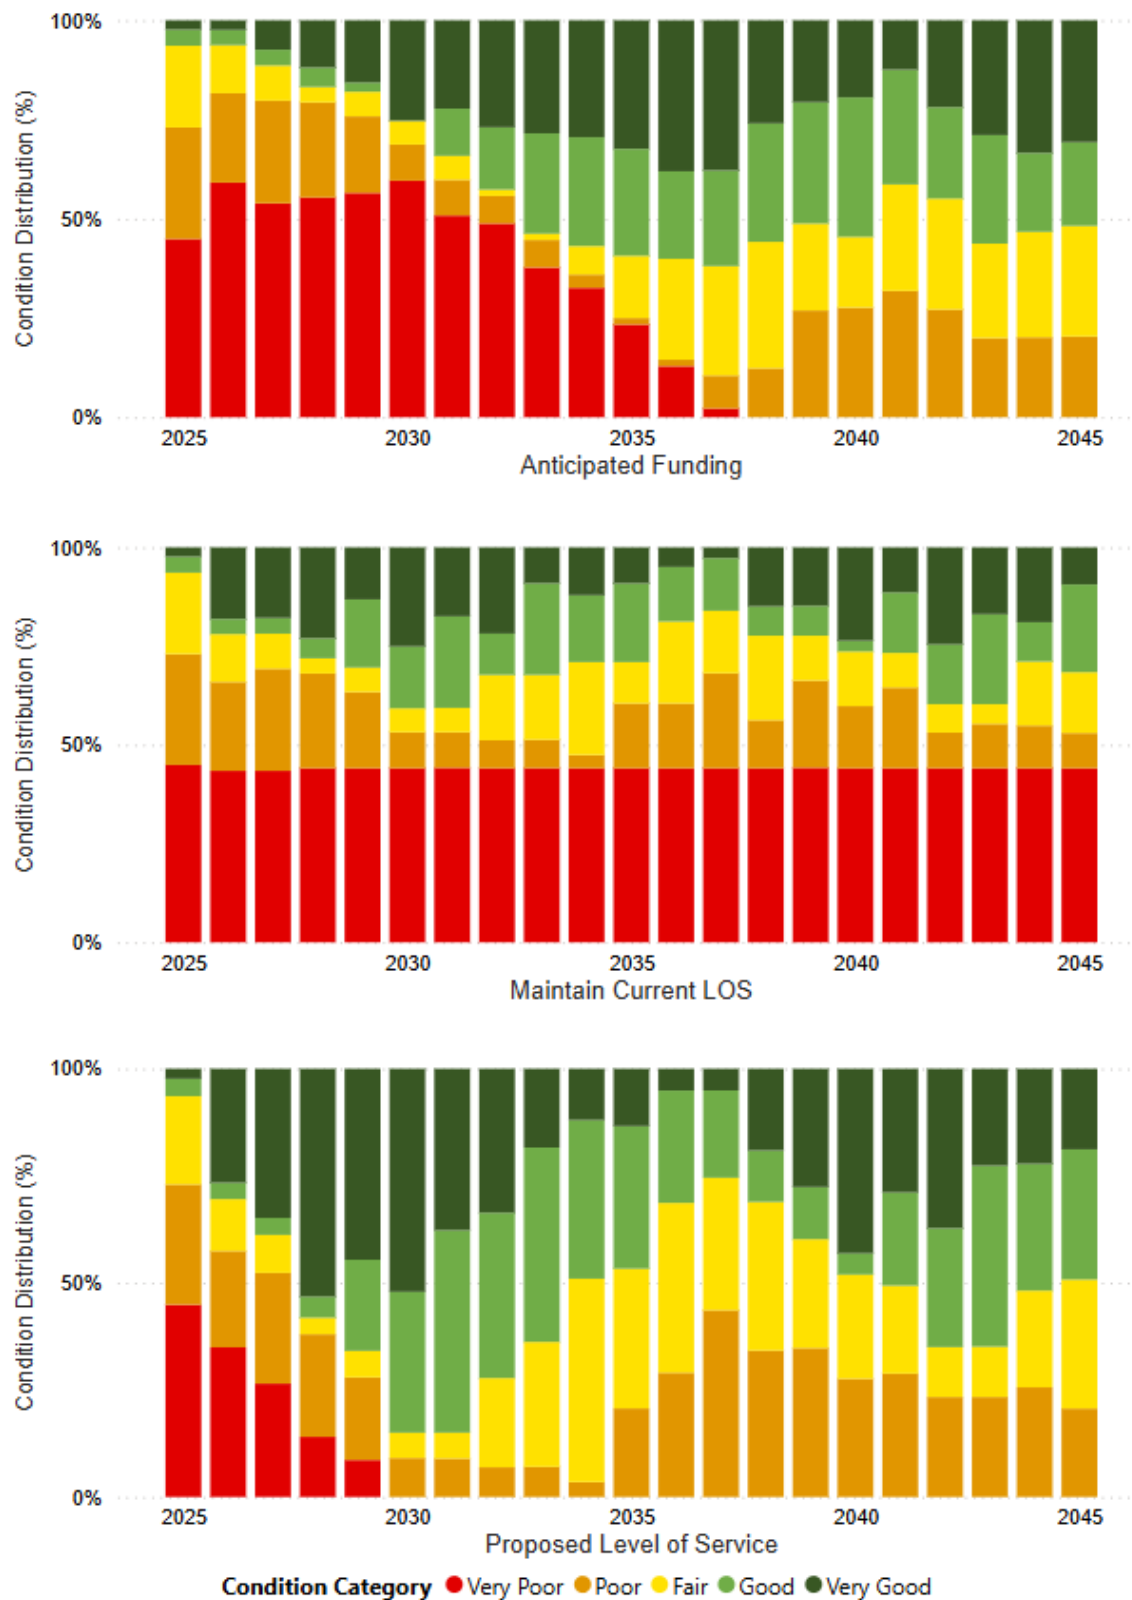 100%
50%
0%
Condition Distribution (%)
2025 2030 2035 2040 2045
Anticipated Funding
100%
50%
0%
Condition Distribution (%)
2025 2030 2035 2040 2045
Maintain Current LOS
100%
50%
0%
Condition Distribution (%)
2025 2030 2035 2040 2045
Proposed Level of Service
Condition Category Very Poor Poor Fair Good Very Good